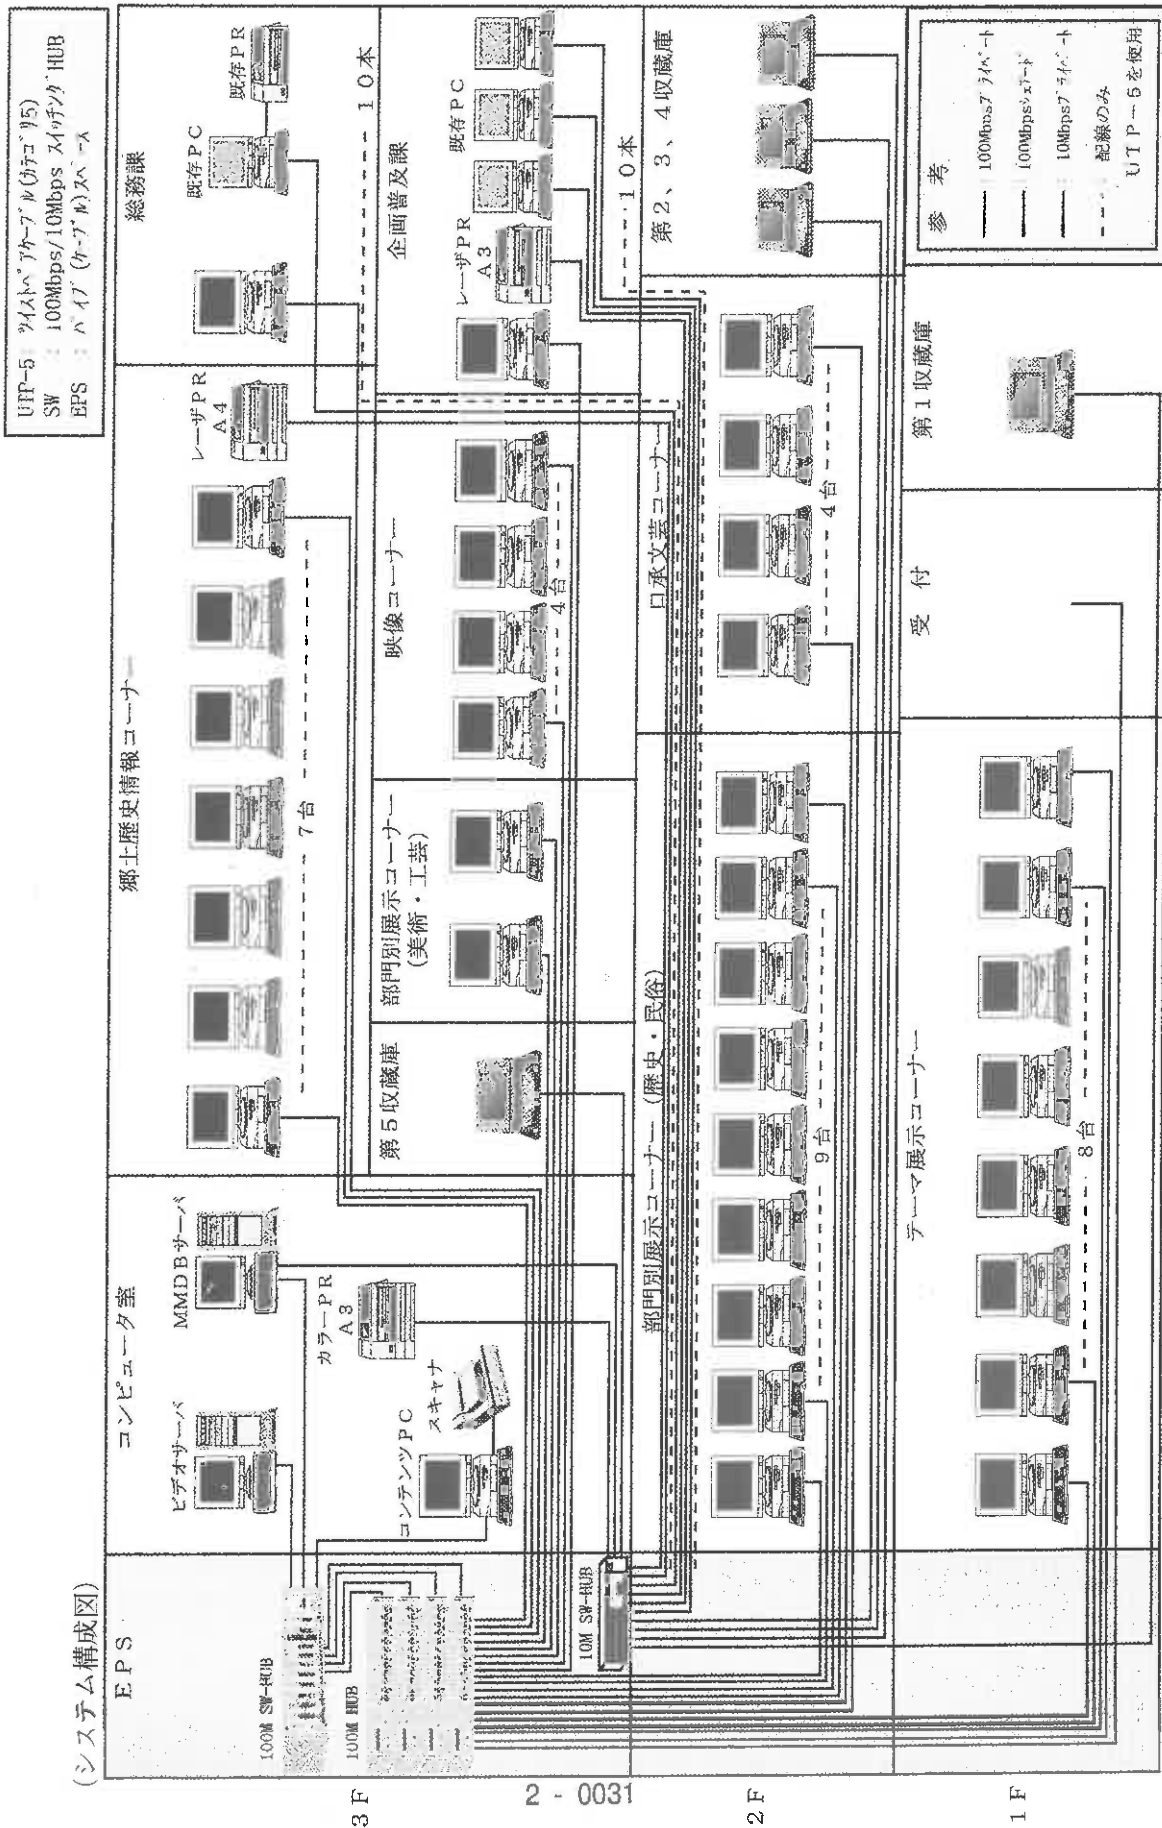 (システム構成図)
UTP-5 : ツイストペアケーブル(カテゴリ5)
SW : 100Mbps/10Mbps スイッチングHUB
EPS : パイプ(ケーブル)スペース
3F
EPS
100M SW-HUB
100M HUB
10M SW-HUB
コンピュータ室
ビデオサーバ
MMDBサーバ
カラーPR
A3
スキャナ
コンテンツPC
郷土歴史情報コーナー
7台
レーザPR
A4
総務課
既存PC
既存PR
10本
第5収蔵庫
部門別展示コーナー
(美術・工芸)
映像コーナー
4台
企画普及課
レーザPR
A3
既存PC
10本
2F
部門別展示コーナー(歴史・民俗)
9台
口承文芸コーナー
4台
第2、3、4収蔵庫
1F
テーマ展示コーナー
8台
受付
第1収蔵庫
参考
: 100Mbpsプライベート
: 100Mbpsシェアード
: 10Mbpsプライベート
: 配線のみ
UTP-5を使用
2 - 0031